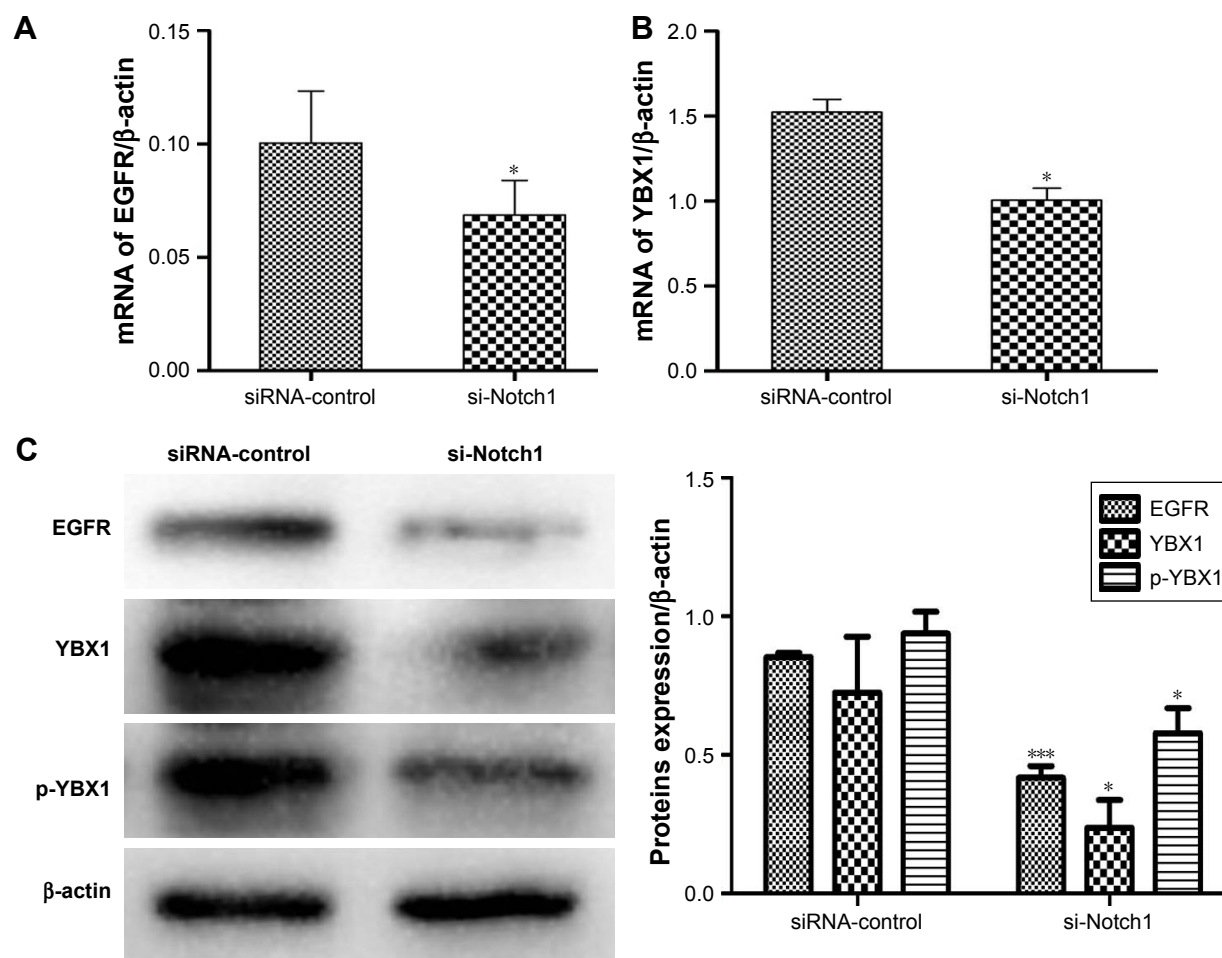 A
mRNA of EGFR/β-actin
0.15
0.10
0.05
0.00
*
siRNA-control
si-Notch1
B
mRNA of YBX1/β-actin
2.0
1.5
1.0
0.5
0.0
*
siRNA-control
si-Notch1
C
siRNA-control
si-Notch1
EGFR
YBX1
p-YBX1
β-actin
Proteins expression/β-actin
1.5
1.0
0.5
0.0
EGFR
YBX1
p-YBX1
***
*
*
siRNA-control
si-Notch1